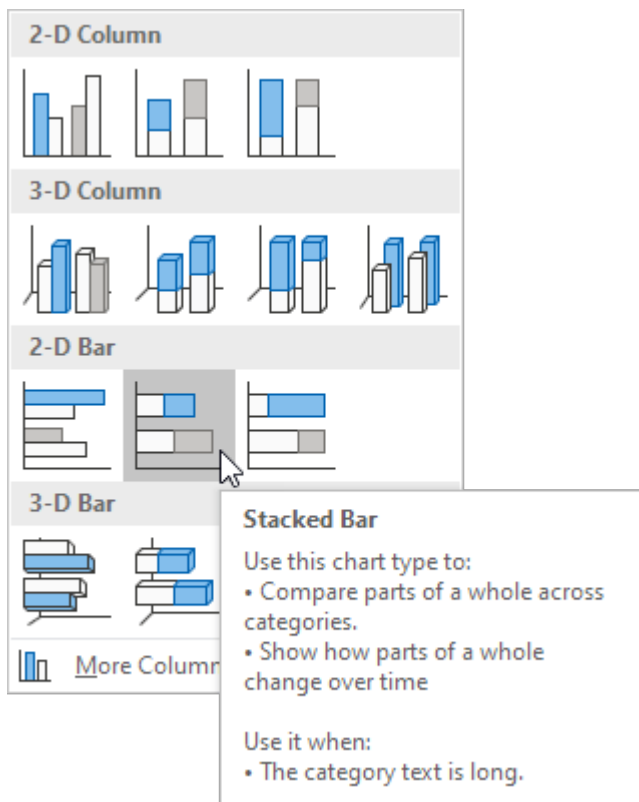 2-D Column
3-D Column
2-D Bar
3-D Bar
Stacked Bar
Use this chart type to:
• Compare parts of a whole across
categories.
• Show how parts of a whole
change over time
Use it when:
• The category text is long.
More Column